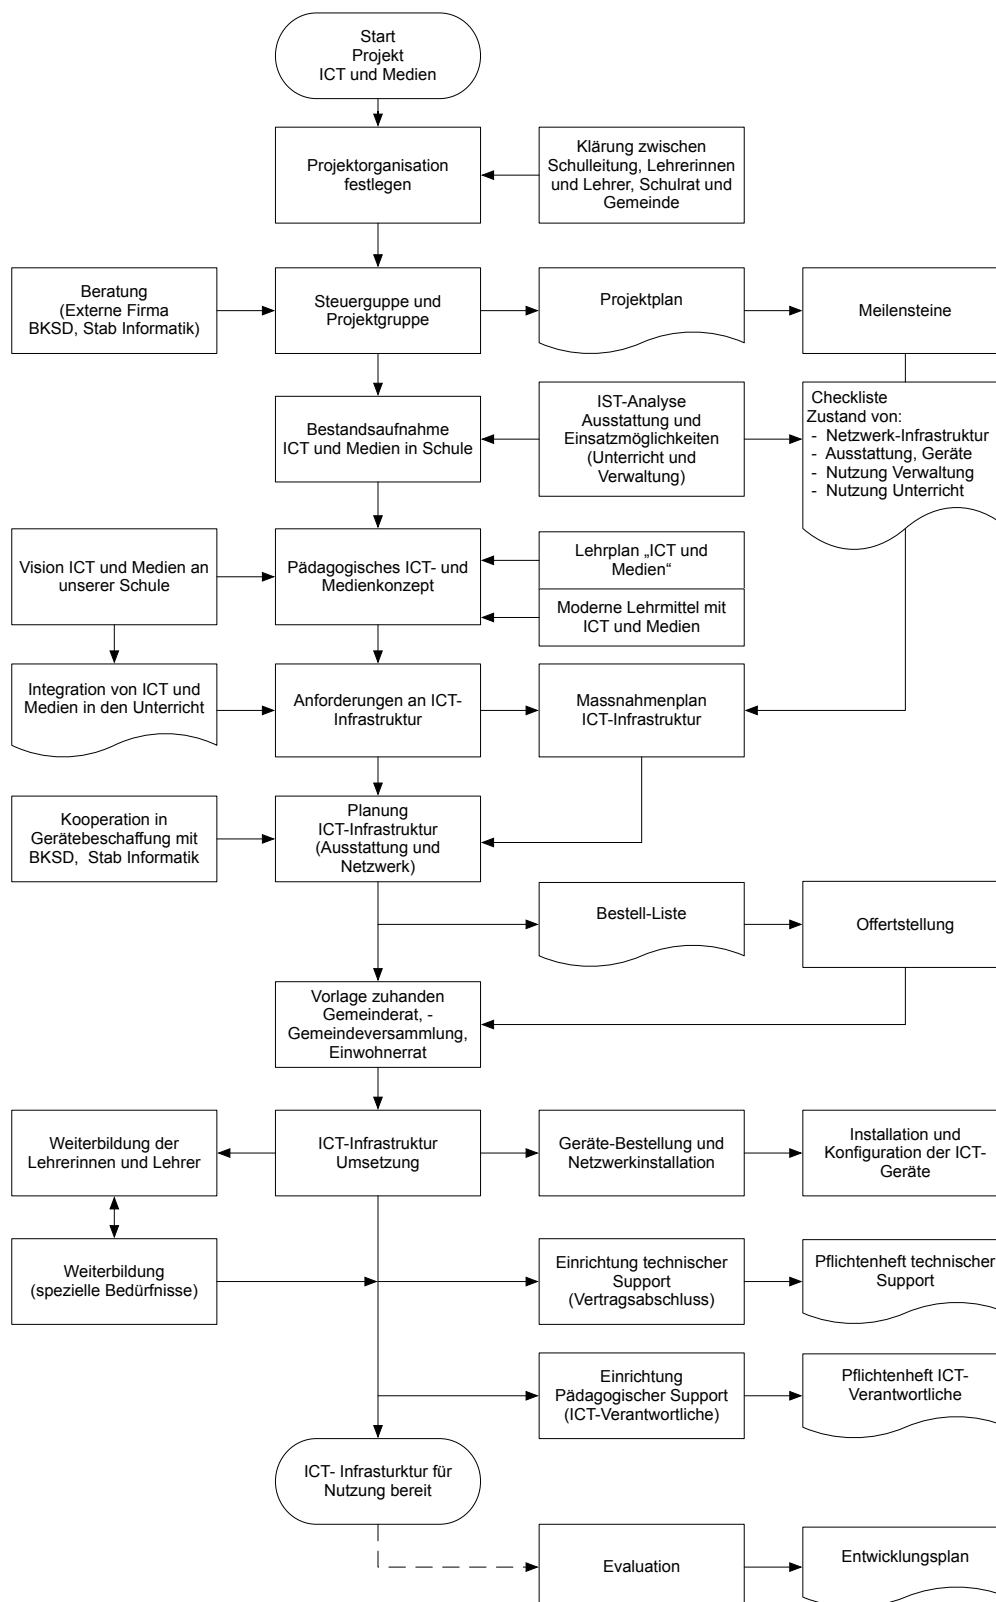 Start
Projekt
ICT und Medien
Projektorganisation
festlegen
Klärung zwischen
Schulleitung, Lehrerinnen
und Lehrer, Schulrat und
Gemeinde
Beratung
(Externe Firma
BKSD, Stab Informatik)
Steuerguppe und
Projektgruppe
Projektplan
Meilensteine
Bestandsaufnahme
ICT und Medien in Schule
IST-Analyse
Ausstattung und
Einsatzmöglichkeiten
(Unterricht und
Verwaltung)
Checkliste
Zustand von:
- Netzwerk-Infrastruktur
- Ausstattung, Geräte
- Nutzung Verwaltung
- Nutzung Unterricht
Vision ICT und Medien an
unserer Schule
Pädagogisches ICT- und
Medienkonzept
Lehrplan „ICT und
Medien“
Moderne Lehrmittel mit
ICT und Medien
Integration von ICT und
Medien in den Unterricht
Anforderungen an ICT-
Infrastruktur
Massnahmenplan
ICT-Infrastruktur
Kooperation in
Gerätebeschaffung mit
BKSD, Stab Informatik
Planung
ICT-Infrastruktur
(Ausstattung und
Netzwerk)
Bestell-Liste
Offertstellung
Vorlage zuhanden
Gemeinderat, -
Gemeindeversammlung,
Einwohnerrat
Weiterbildung der
Lehrerinnen und Lehrer
ICT-Infrastruktur
Umsetzung
Geräte-Bestellung und
Netzwerkinstallation
Installation und
Konfiguration der ICT-
Geräte
Weiterbildung
(spezielle Bedürfnisse)
Einrichtung technischer
Support
(Vertragsabschluss)
Pflichtenheft technischer
Support
Einrichtung
Pädagogischer Support
(ICT-Verantwortliche)
Pflichtenheft ICT-
Verantwortliche
ICT- Infrasturktur für
Nutzung bereit
Evaluation
Entwicklungsplan